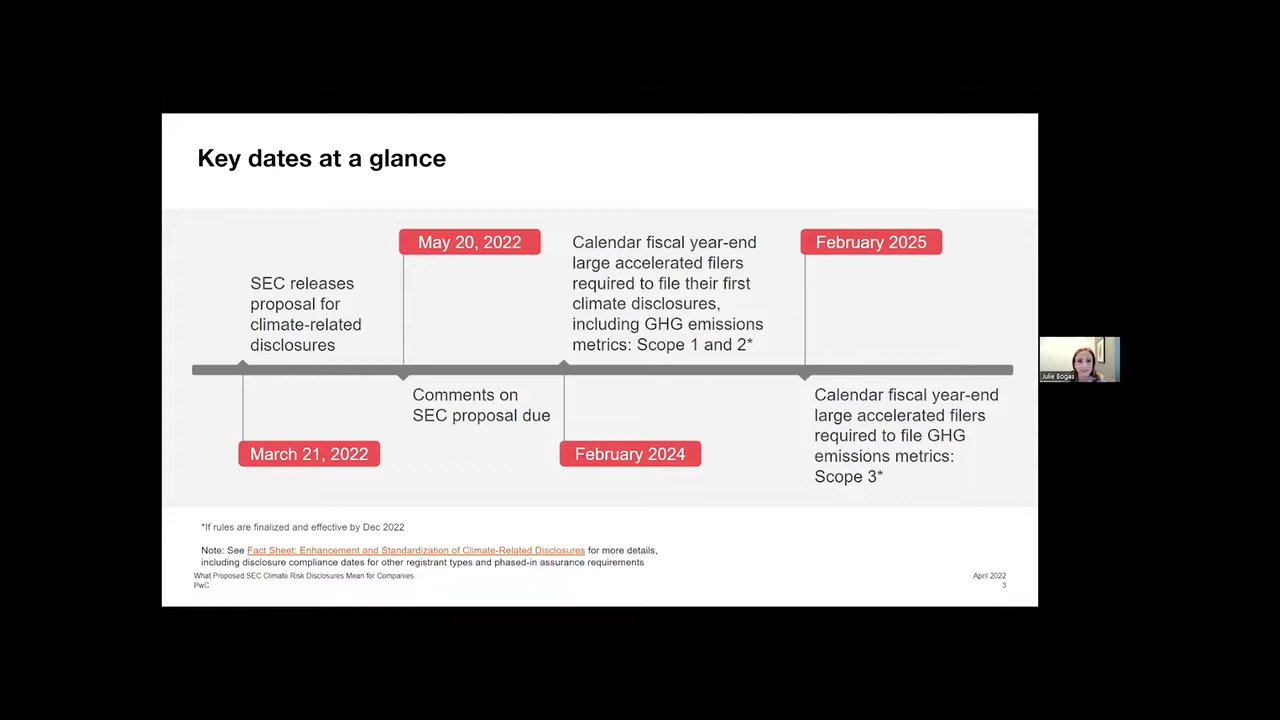 Key dates at a glance
May 20, 2022
Calendar fiscal year-end
large accelerated filers
required to file their first
climate disclosures,
including GHG emissions
metrics: Scope 1 and 2*
February 2025
SEC releases
proposal for
climate-related
disclosures
Comments on
SEC proposal due
Calendar fiscal year-end
large accelerated filers
required to file GHG
emissions metrics:
Scope 3*
March 21, 2022
February 2024
*If rules are finalized and effective by Dec 2022
Note: See Fact Sheet: Enhancement and Standardization of Climate-Related Disclosures for more details,
including disclosure compliance dates for other registrant types and phased-in assurance requirements
What Proposed SEC Climate Risk Disclosures Mean for Companies
PwC
April 2022
3
Julie Bogas